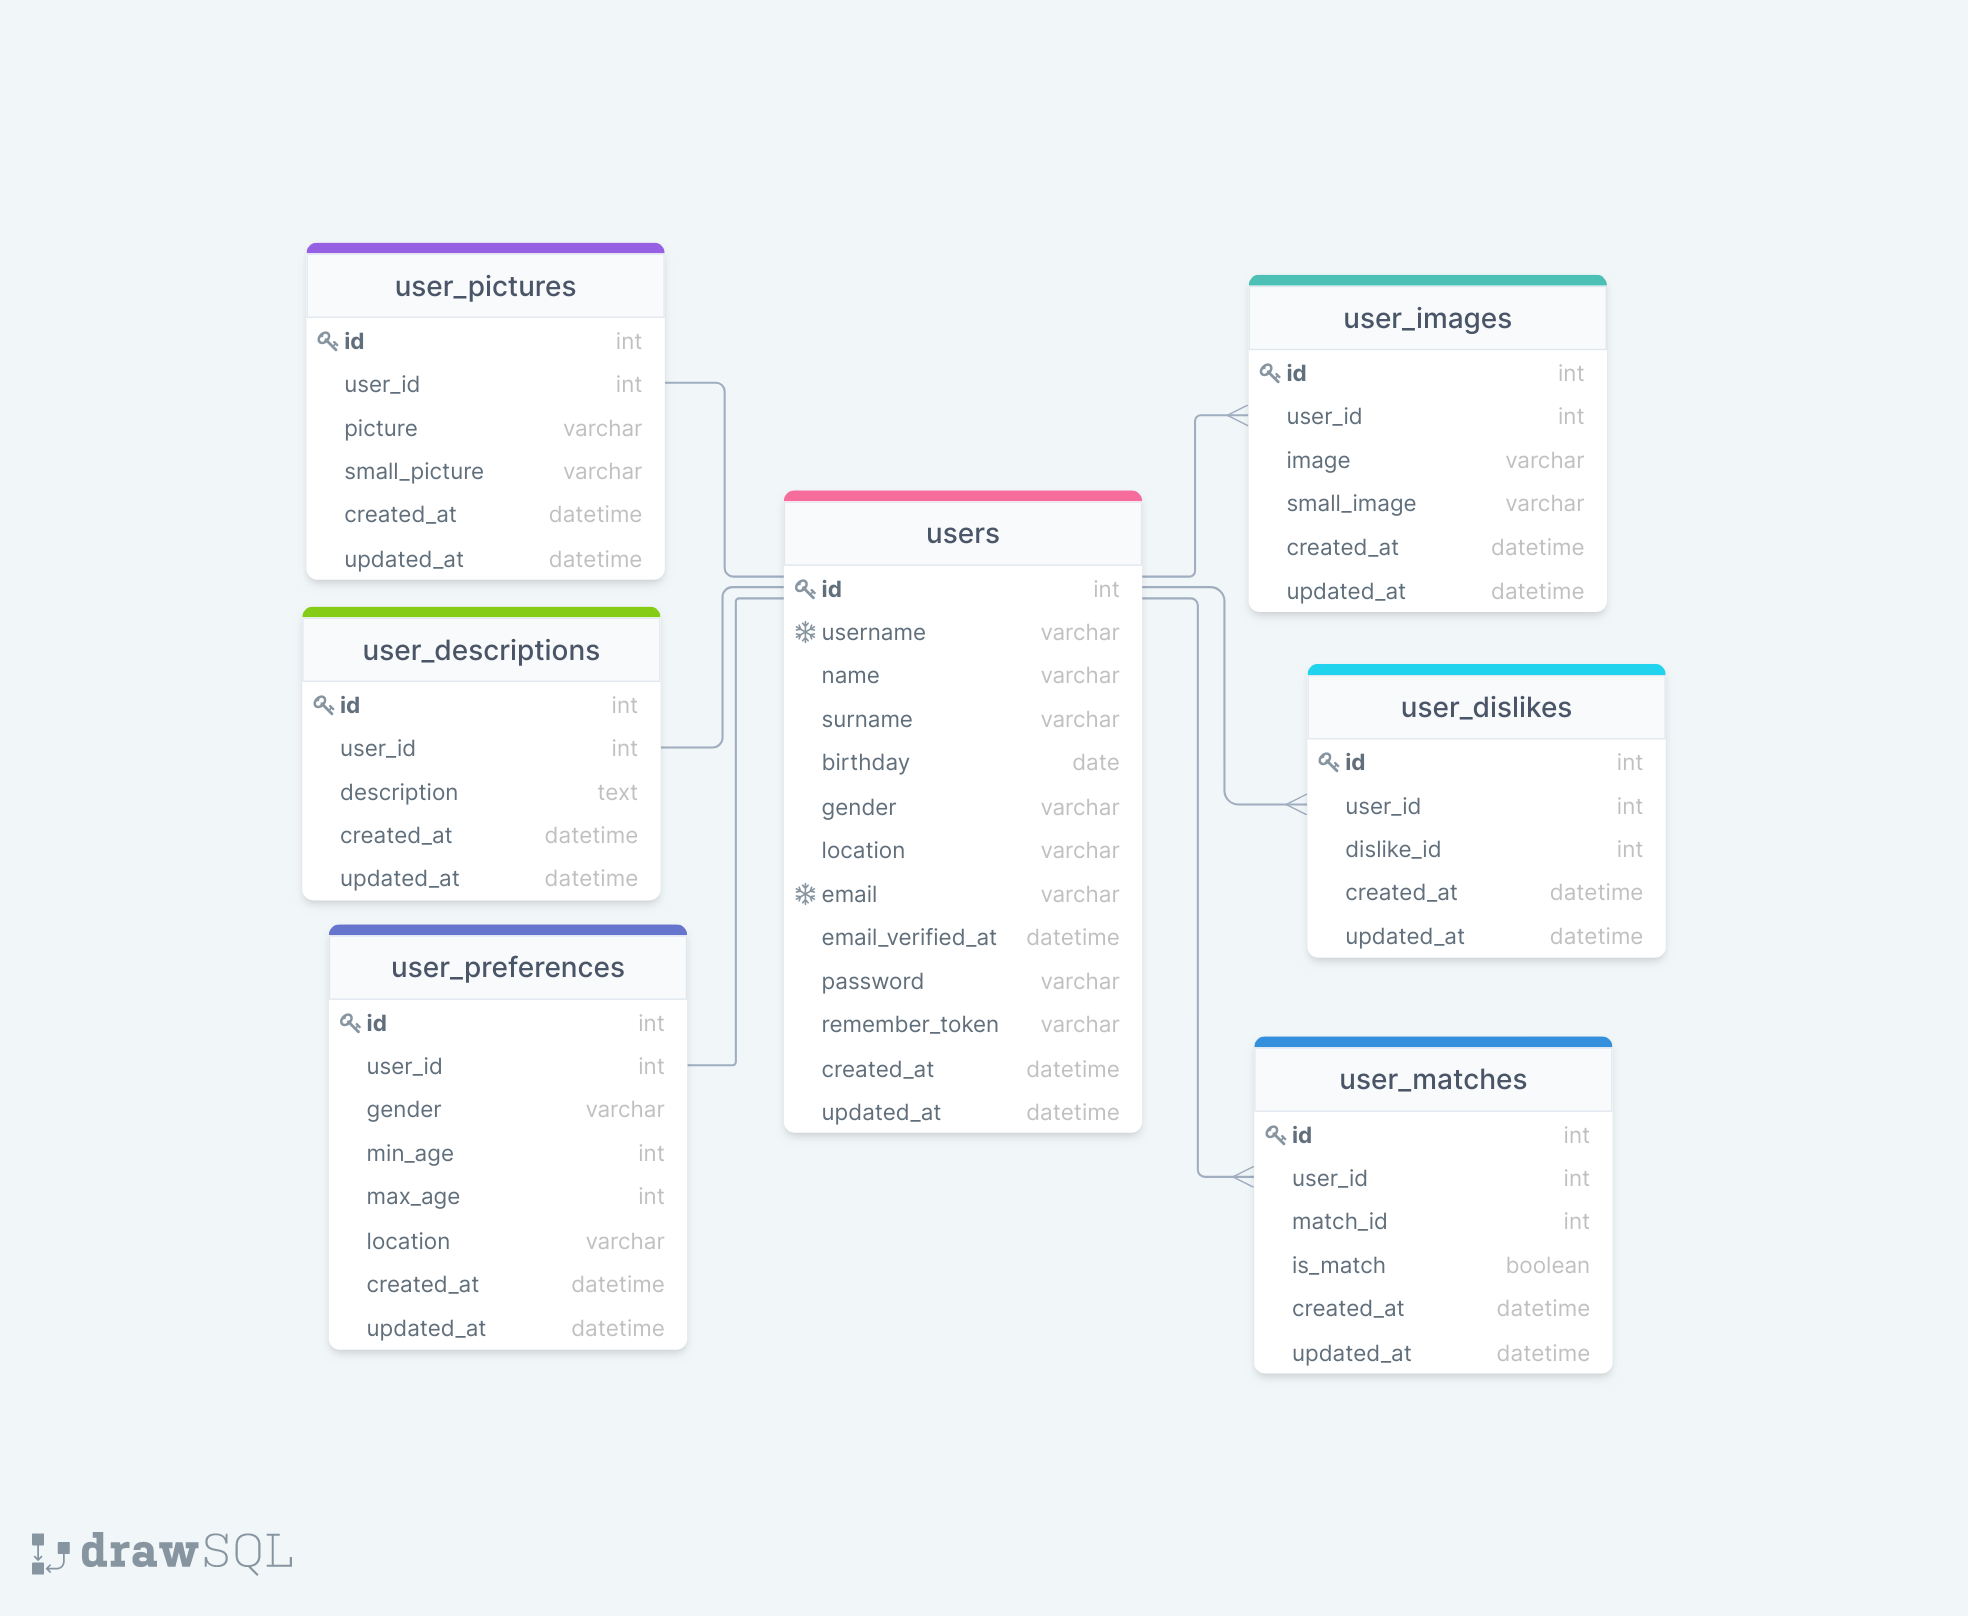 user_pictures
id int
user_id int
picture varchar
small_picture varchar
created_at datetime
updated_at datetime
user_descriptions
id int
user_id int
description text
created_at datetime
updated_at datetime
user_preferences
id int
user_id int
gender varchar
min_age int
max_age int
location varchar
created_at datetime
updated_at datetime
users
id int
username varchar
name varchar
surname varchar
birthday date
gender varchar
location varchar
email varchar
email_verified_at datetime
password varchar
remember_token varchar
created_at datetime
updated_at datetime
user_images
id int
user_id int
image varchar
small_image varchar
created_at datetime
updated_at datetime
user_dislikes
id int
user_id int
dislike_id int
created_at datetime
updated_at datetime
user_matches
id int
user_id int
match_id int
is_match boolean
created_at datetime
updated_at datetime
drawSQL